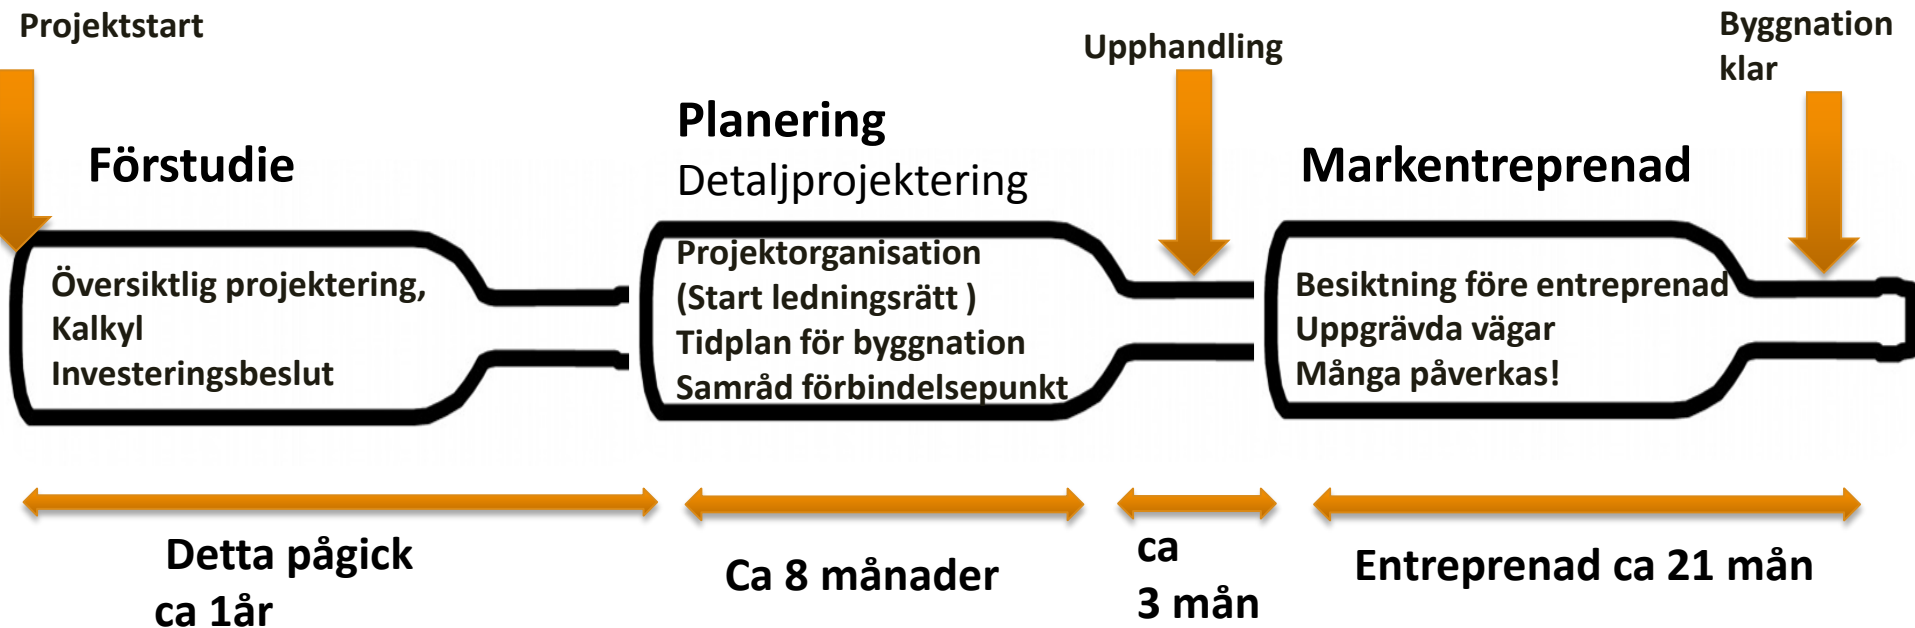 Projektstart
Förstudie
Översiktlig projektering,
Kalkyl
Investeringsbeslut
Detta pågick
ca 1år
Planering
Detaljprojektering
Projektorganisation
(Start ledningsrätt )
Tidplan för byggnation
Samråd förbindelsepunkt
Ca 8 månader
Upphandling
ca
3 mån
Markentreprenad
Besiktning före entreprenad
Uppgrävda vägar
Många påverkas!
Entreprenad ca 21 mån
Byggnation
klar